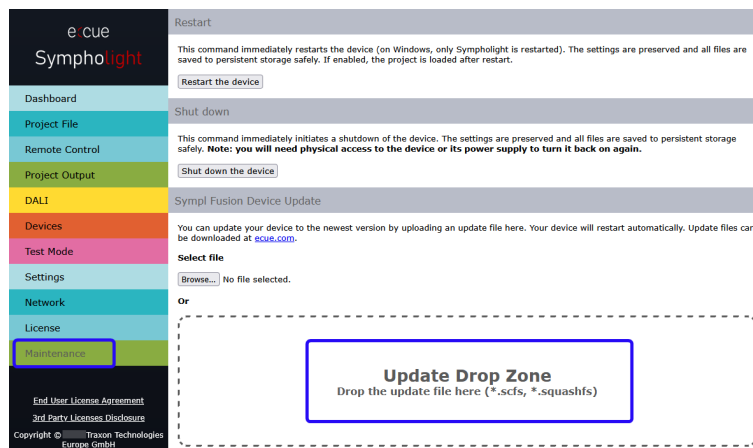 e:cue
Sympholight
Dashboard
Project File
Remote Control
Project Output
DALI
Devices
Test Mode
Settings
Network
License
Maintenance
End User License Agreement
3rd Party Licenses Disclosure
Copyright © Traxon Technologies
Europe GmbH
Restart
This command immediately restarts the device (on Windows, only Sympholight is restarted). The settings are preserved and all files are
saved to persistent storage safely. If enabled, the project is loaded after restart.
Restart the device
Shut down
This command immediately initiates a shutdown of the device. The settings are preserved and all files are saved to persistent storage
safely. Note: you will need physical access to the device or its power supply to turn it back on again.
Shut down the device
Sympl Fusion Device Update
You can update your device to the newest version by uploading an update file here. Your device will restart automatically. Update files can
be downloaded at ecue.com.
Select file
Browse... No file selected.
Or
Update Drop Zone
Drop the update file here (*.scfs, *.squashfs)